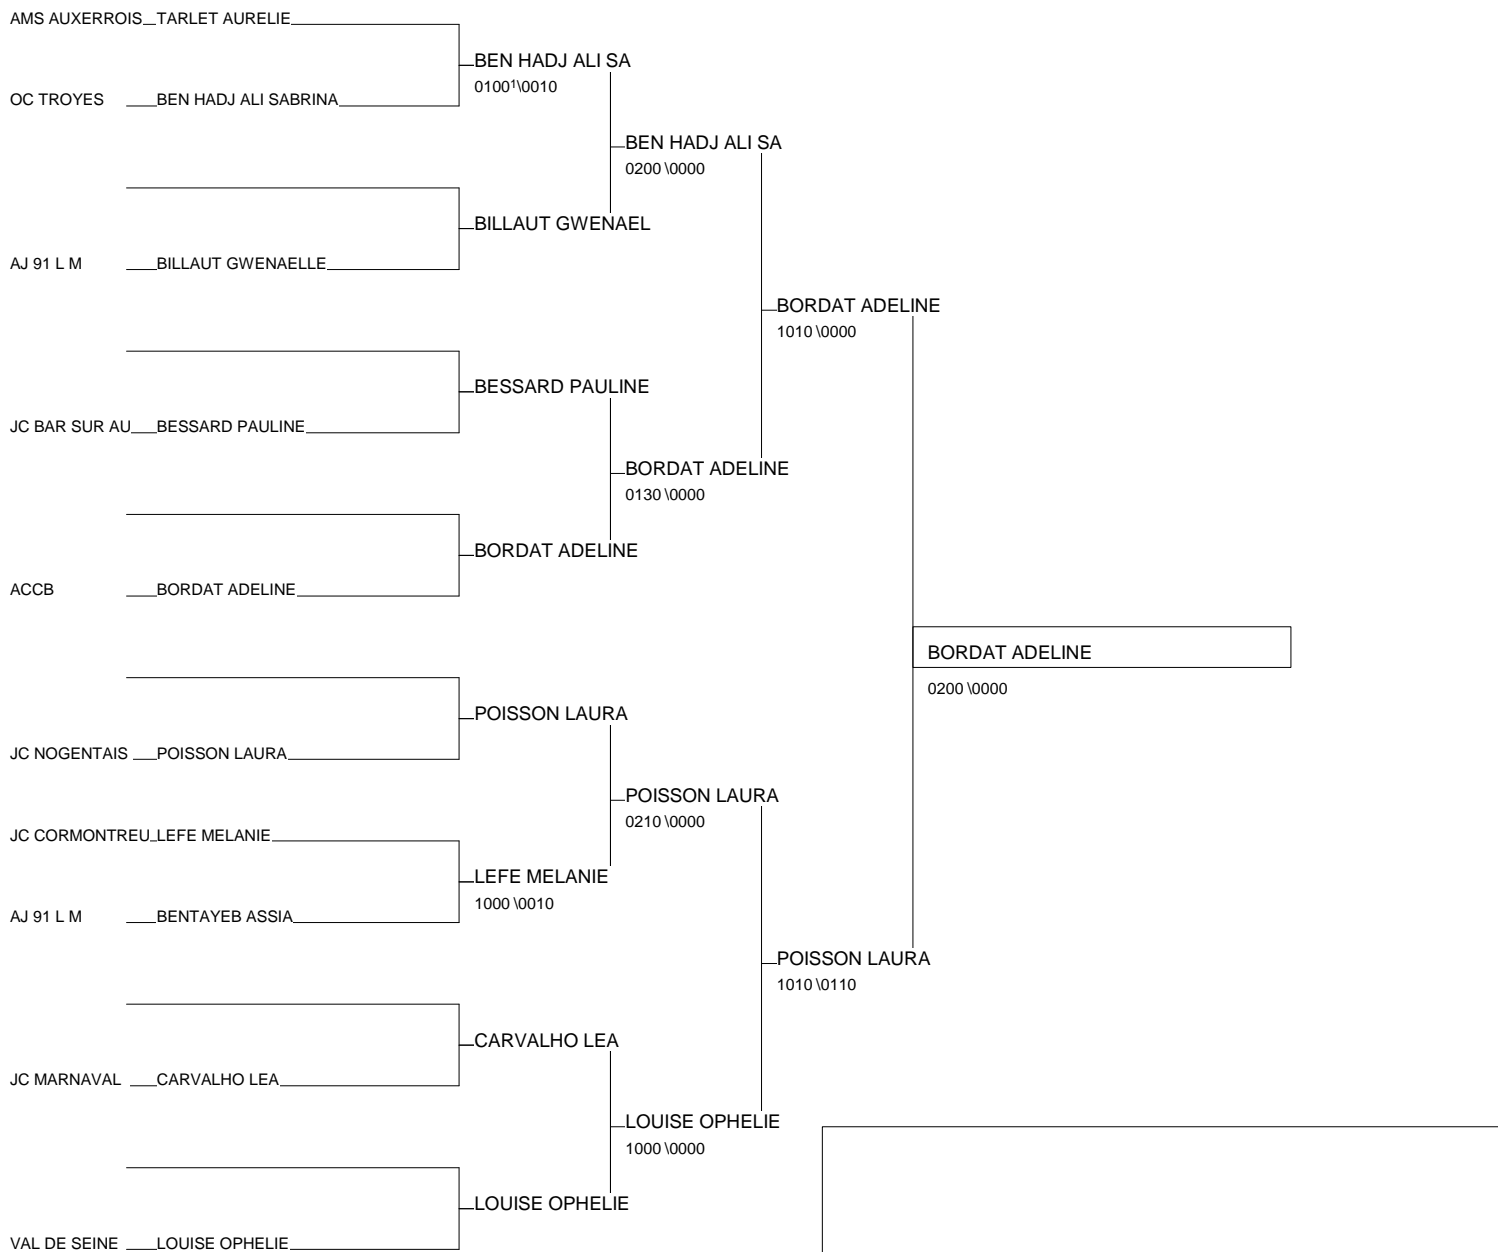 AMS AUXERROIS TARLET AURELIE
BEN HADJ ALI SA
0100¹\0010
OC TROYES BEN HADJ ALI SABRINA
BEN HADJ ALI SA
0200 \0000
BILLAUT GWENAEL
AJ 91 L M BILLAUT GWENAELLE
BORDAT ADELINE
1010 \0000
BESSARD PAULINE
JC BAR SUR AU BESSARD PAULINE
BORDAT ADELINE
0130 \0000
BORDAT ADELINE
ACCB BORDAT ADELINE
BORDAT ADELINE
0200 \0000
POISSON LAURA
JC NOGENTAIS POISSON LAURA
POISSON LAURA
0210 \0000
JC CORMONTREU LEFE MELANIE
LEFE MELANIE
1000 \0010
AJ 91 L M BENTAYEB ASSIA
POISSON LAURA
1010 \0110
CARVALHO LEA
JC MARNAVAL CARVALHO LEA
LOUISE OPHELIE
1000 \0000
LOUISE OPHELIE
VAL DE SEINE LOUISE OPHELIE